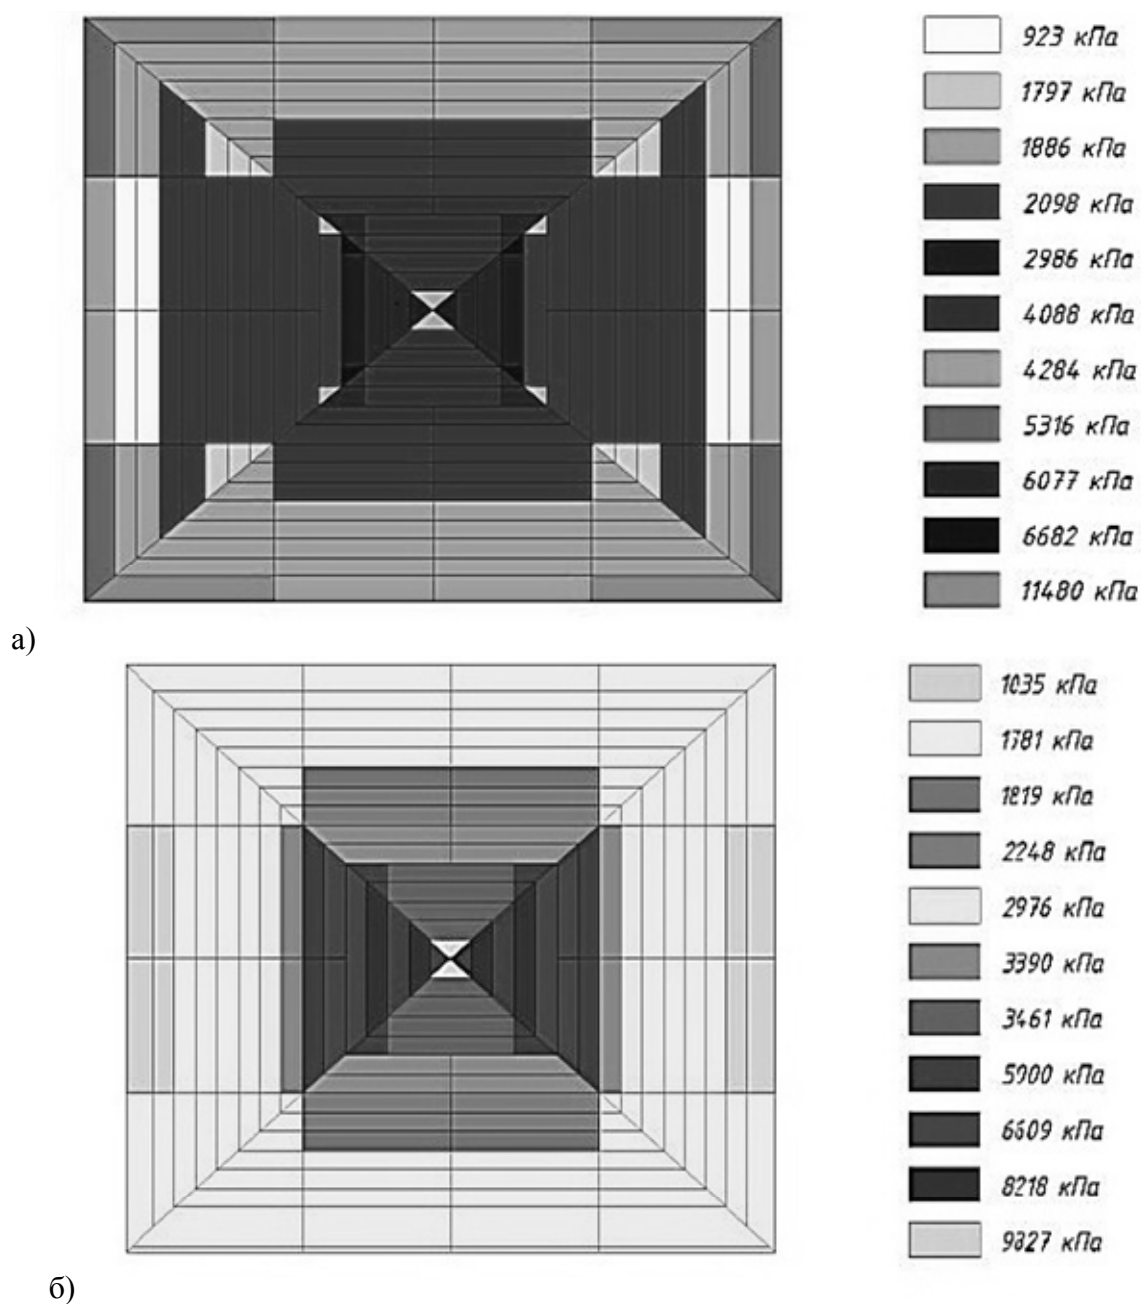 923 кПа
1797 кПа
1886 кПа
2098 кПа
2986 кПа
4088 кПа
4284 кПа
5316 кПа
6077 кПа
6682 кПа
11480 кПа
а)
1035 кПа
1781 кПа
1819 кПа
2248 кПа
2976 кПа
3390 кПа
3461 кПа
5900 кПа
6609 кПа
8218 кПа
9827 кПа
б)